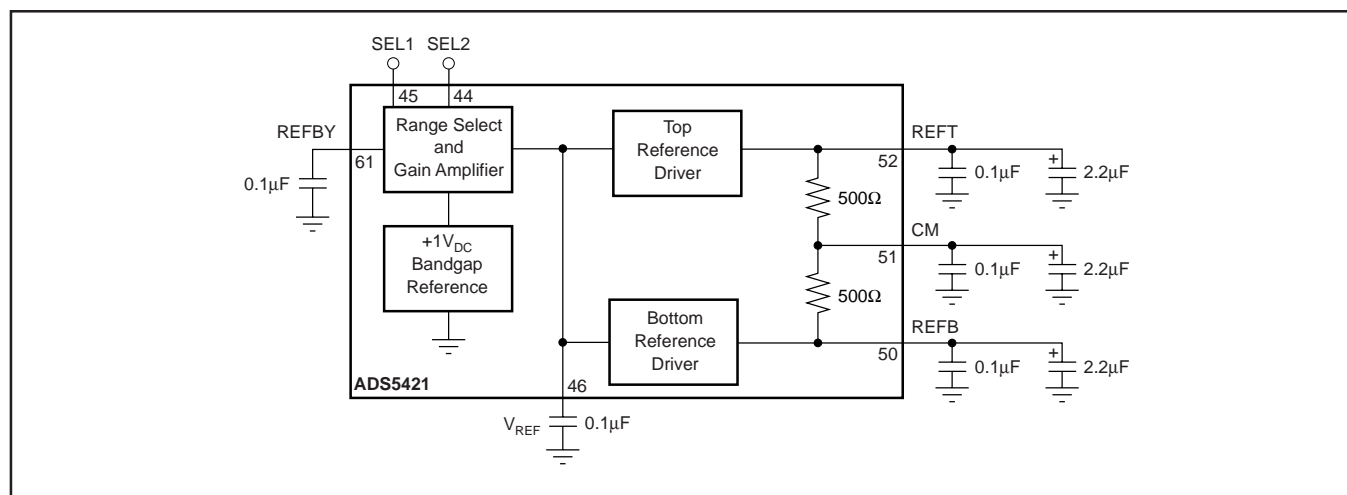 SEL1 SEL2
45 44
REFBY
61
Range Select
and
Gain Amplifier
0.1µF
+1VDC
Bandgap
Reference
Top
Reference
Driver
500Ω
500Ω
Bottom
Reference
Driver
REFT
52
0.1µF
+
2.2µF
CM
51
0.1µF
+
2.2µF
REFB
50
0.1µF
+
2.2µF
ADS5421
46
VREF
0.1µF